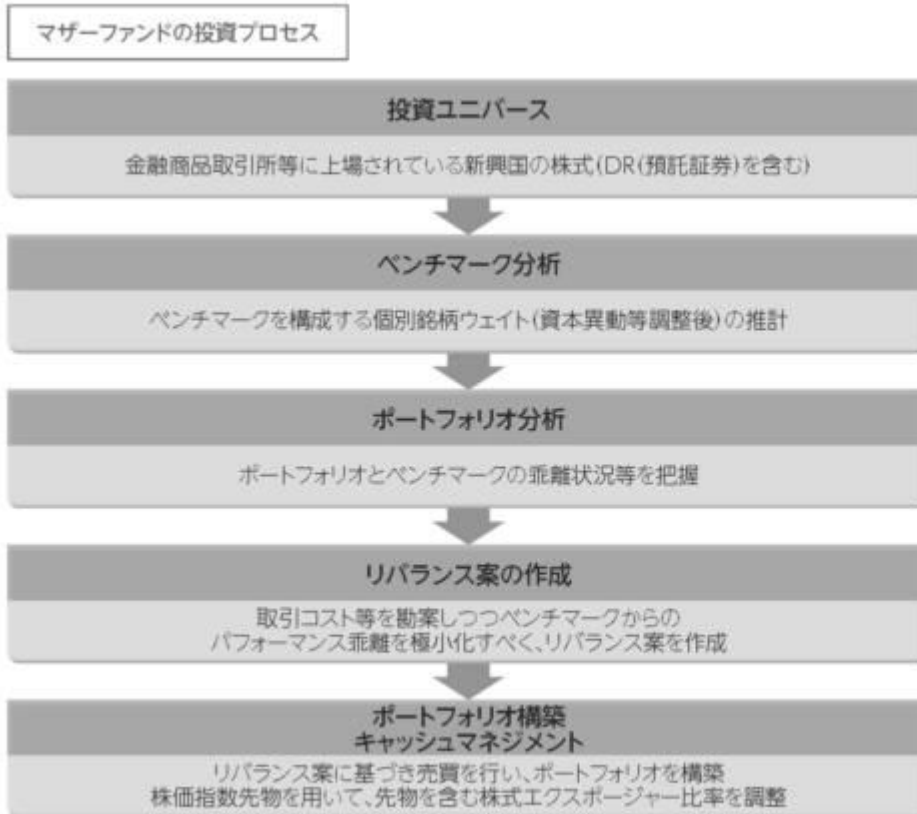 マザーファンドの投資プロセス
投資ユニバース
金融商品取引所等に上場されている新興国の株式(DR(預託証券)を含む)
ベンチマーク分析
ベンチマークを構成する個別銘柄ウェイト(資本異動等調整後)の推計
ポートフォリオ分析
ポートフォリオとベンチマークの乖離状況等を把握
リバランス案の作成
取引コスト等を勘案しつつベンチマークからの
パフォーマンス乖離を極小化すべく、リバランス案を作成
ポートフォリオ構築
キャッシュマネジメント
リバランス案に基づき売買を行い、ポートフォリオを構築
株価指数先物を用いて、先物を含む株式エクスポージャー比率を調整